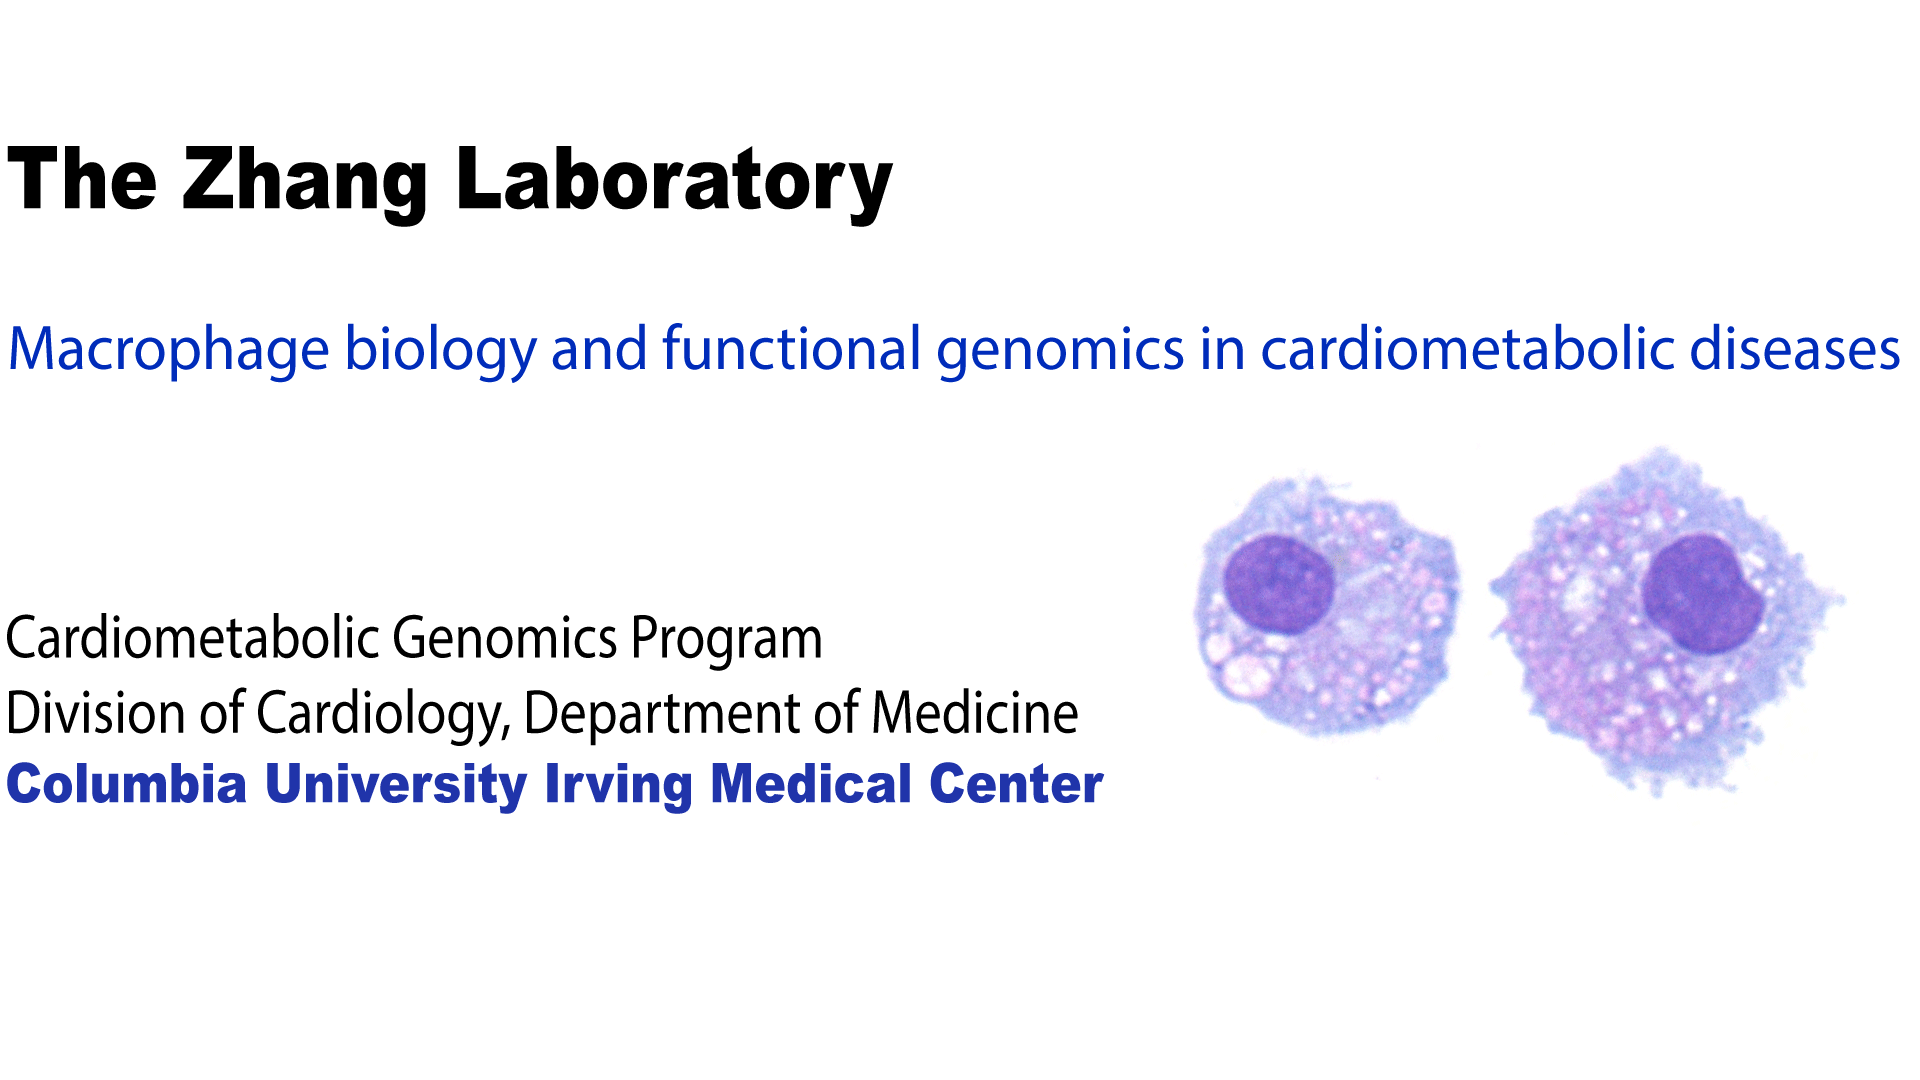 The Zhang Laboratory
Macrophage biology and functional genomics in cardiometabolic diseases
Cardiometabolic Genomics Program
Division of Cardiology, Department of Medicine
Columbia University Irving Medical Center